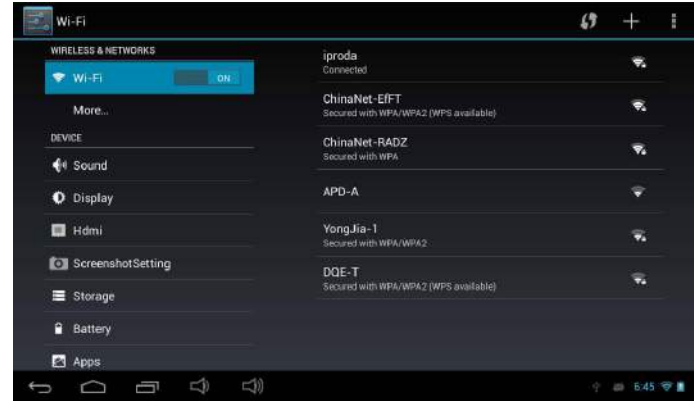 Wi-Fi
WIRELESS & NETWORKS
Wi-Fi
ON
More...
DEVICE
Sound
Display
Hdmi
ScreenshotSetting
Storage
Battery
Apps
iproda
Connected
ChinaNet-EfFT
Secured with WPA/WPA2 (WPS available)
ChinaNet-RADZ
Secured with WPA
APD-A
YongJia-1
Secured with WPA/WPA2
DQE-T
Secured with WPA/WPA2 (WPS available)
6:45